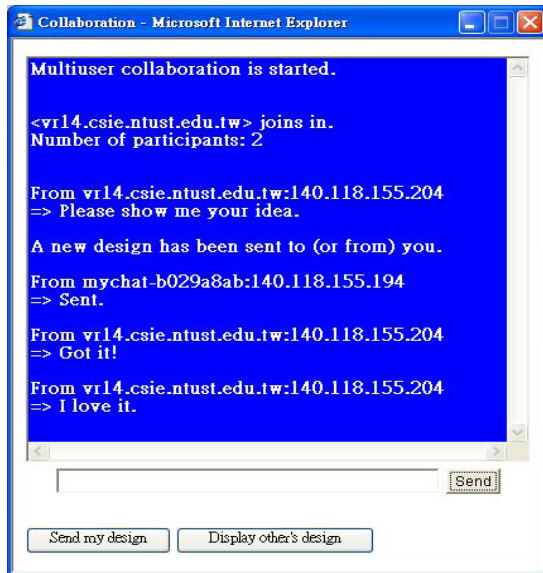 Collaboration - Microsoft Internet Explorer
Multiuser collaboration is started.
<vr14.csie.ntust.edu.tw> joins in.
Number of participants: 2
From vr14.csie.ntust.edu.tw:140.118.155.204
=> Please show me your idea.
A new design has been sent to (or from) you.
From mychat-b029a8ab:140.118.155.194
=> Sent.
From vr14.csie.ntust.edu.tw:140.118.155.204
=> Got it!
From vr14.csie.ntust.edu.tw:140.118.155.204
=> I love it.
Send
Send my design Display other's design